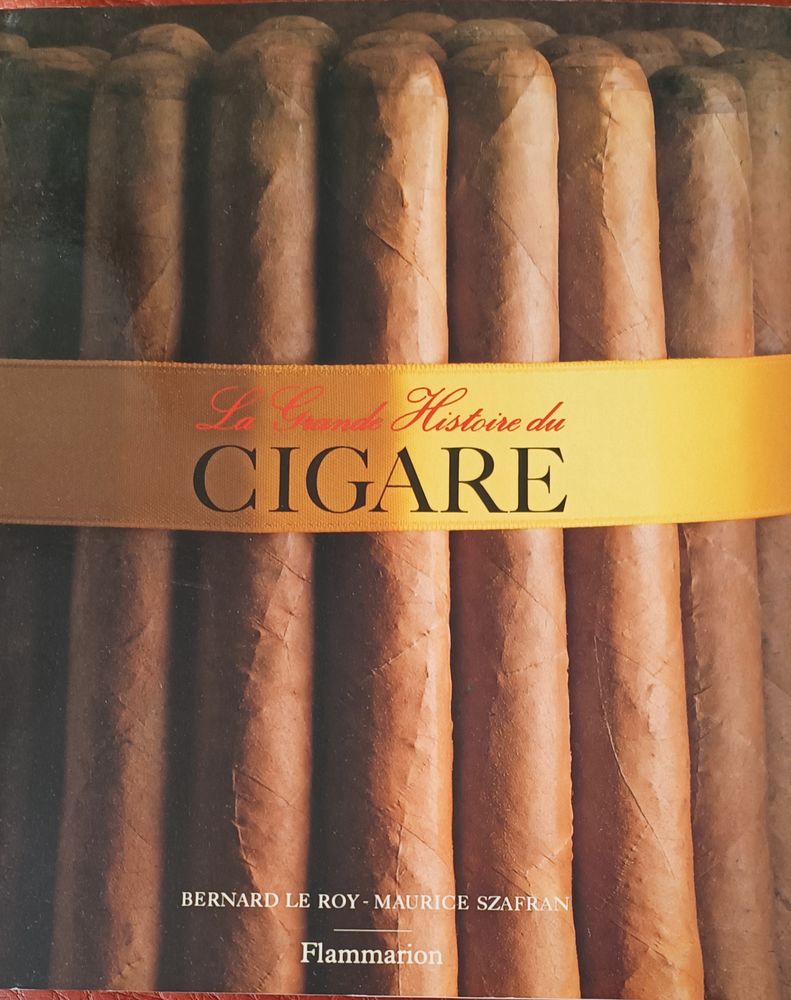 La Grande Histoire du
CIGARE
BERNARD LE ROY - MAURICE SZAFRAN
Flammarion